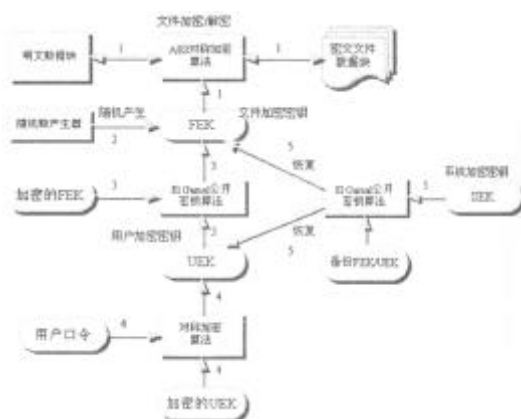 文件加密/解密
明文数据块
1
AES对称加密
算法
1
密文文件
数据块
1
随机数产生器
随机产生
2
FEK
文件加密密钥
3
5
恢复
加密的FEK
3
El Gamal公开
密钥算法
El Gamal公开
密钥算法
系统加密密钥
5
3
用户加密密钥
恢复
5
UEK
备份FEK/UEK
4
用户口令
4
对称加密
算法
4
加密的UEK